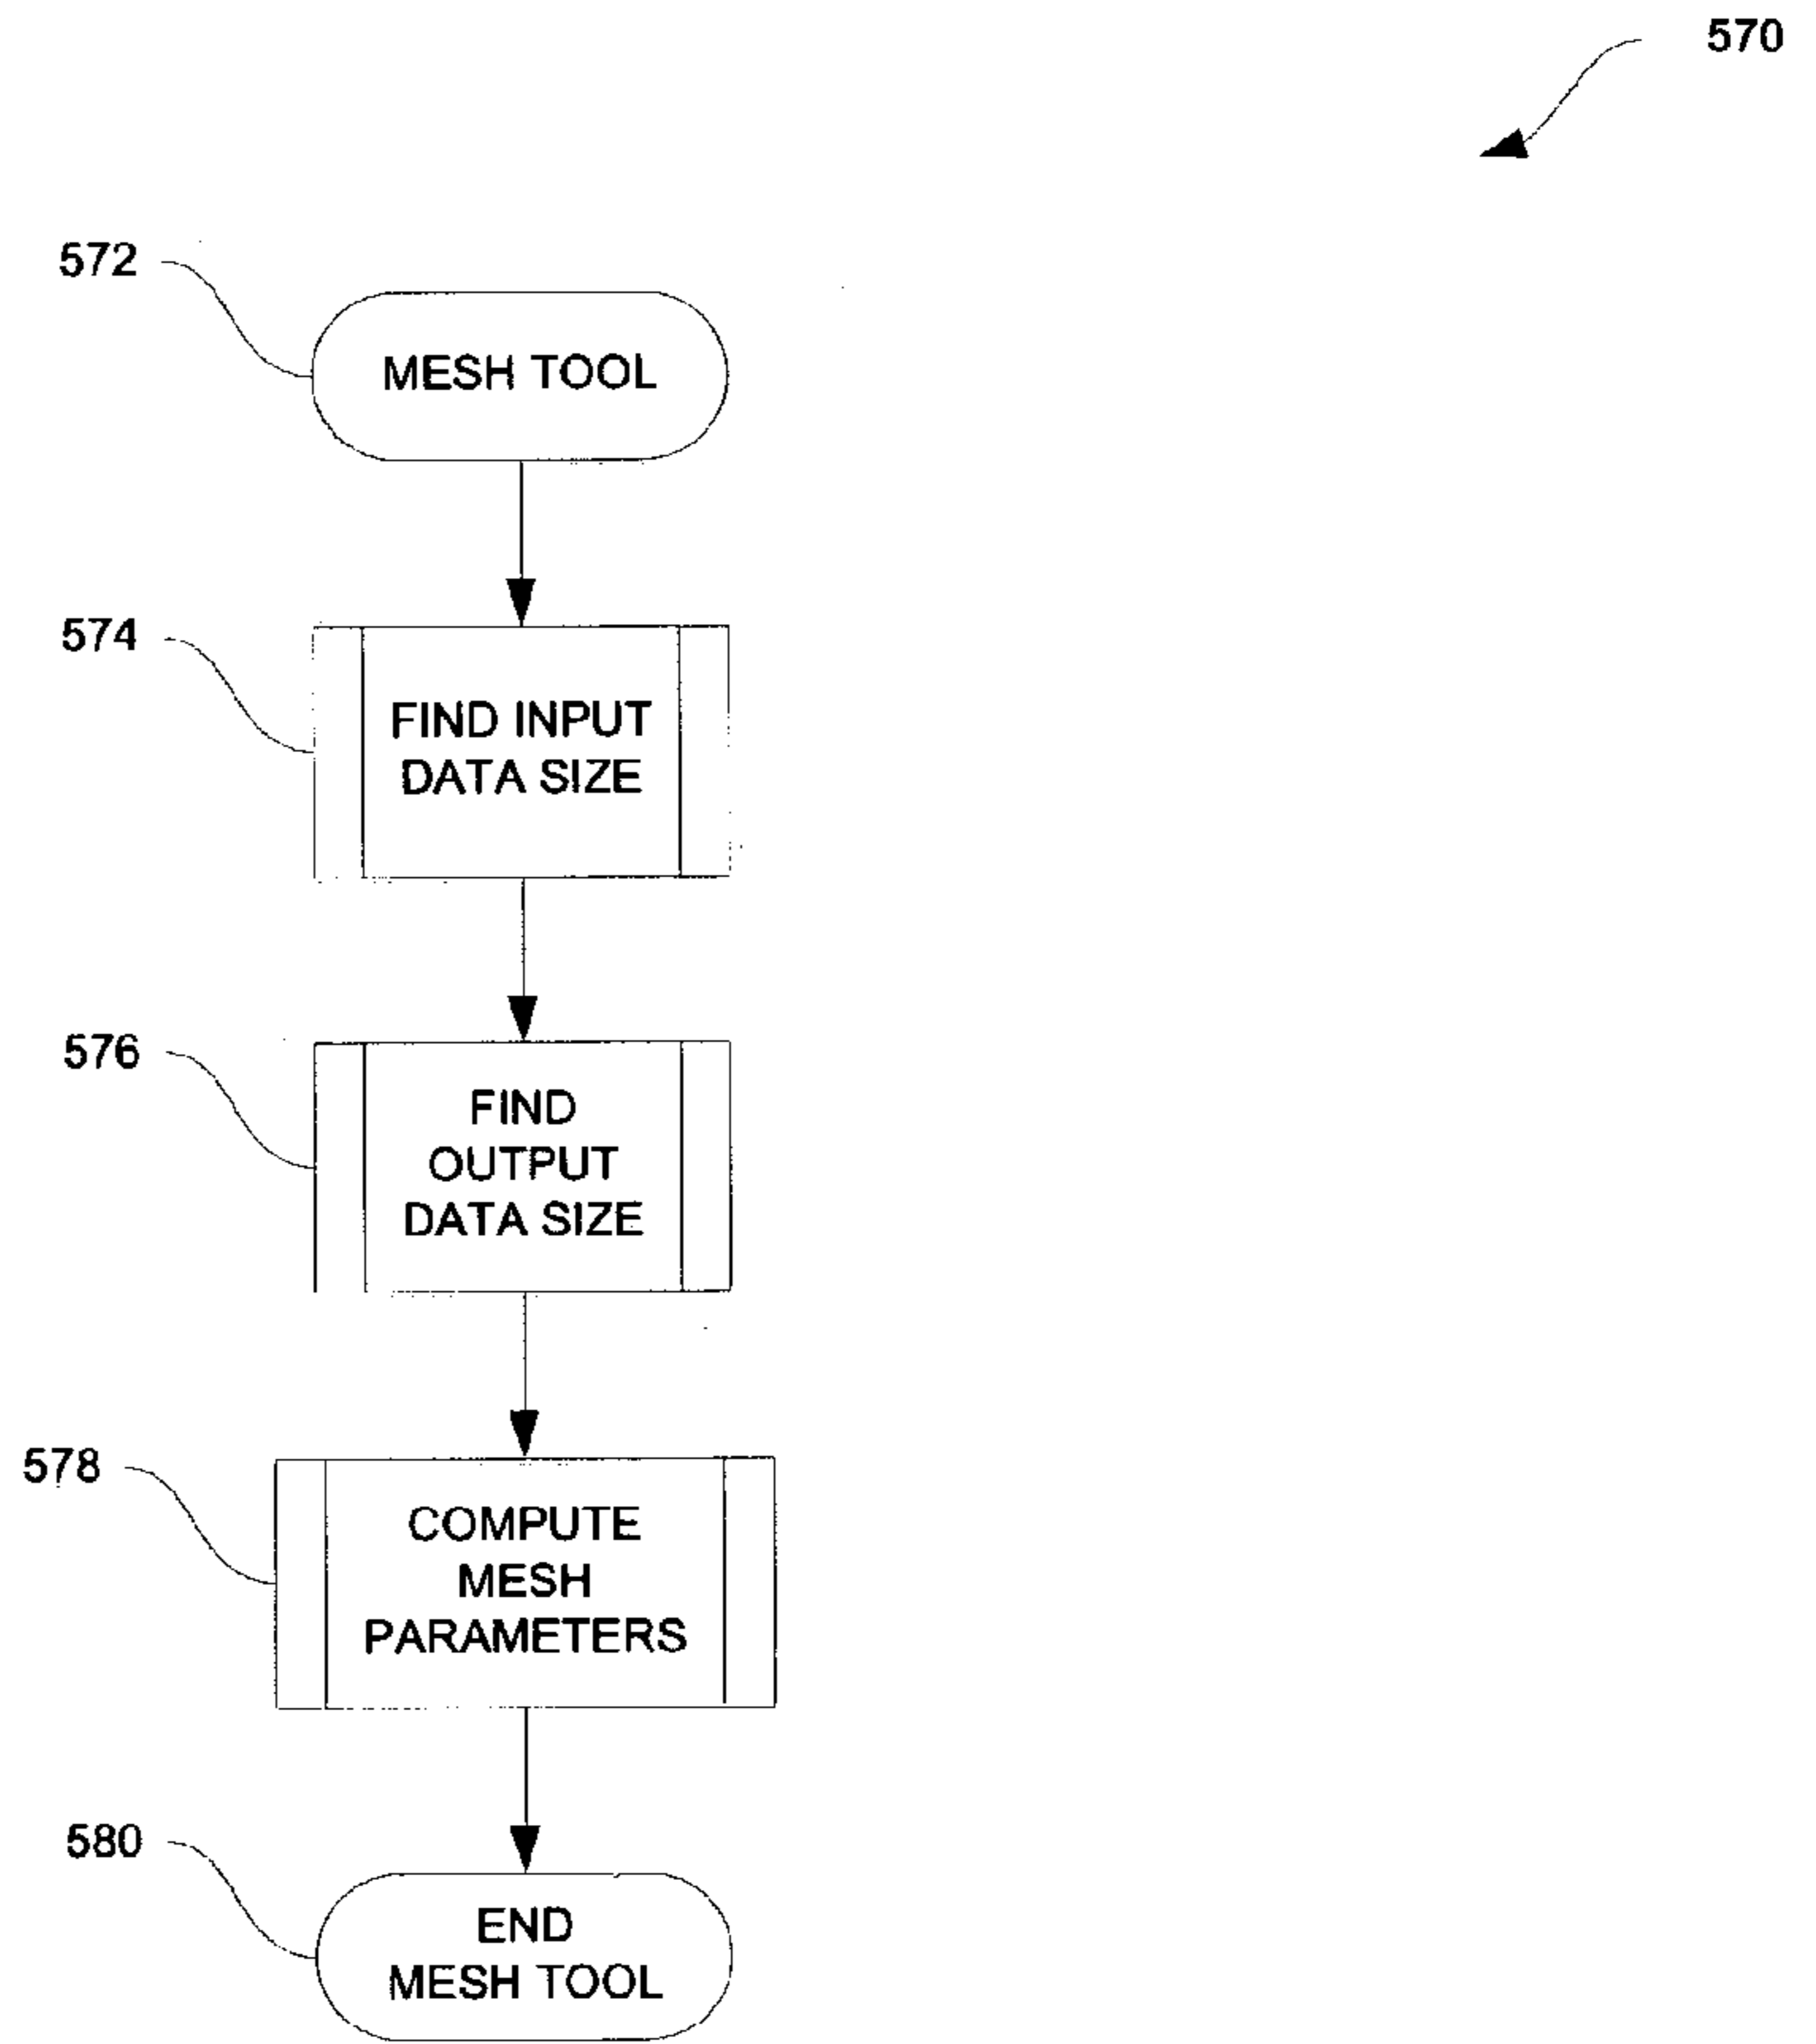 570
572
MESH TOOL
574
FIND INPUT
DATA SIZE
576
FIND
OUTPUT
DATA SIZE
578
COMPUTE
MESH
PARAMETERS
580
END
MESH TOOL